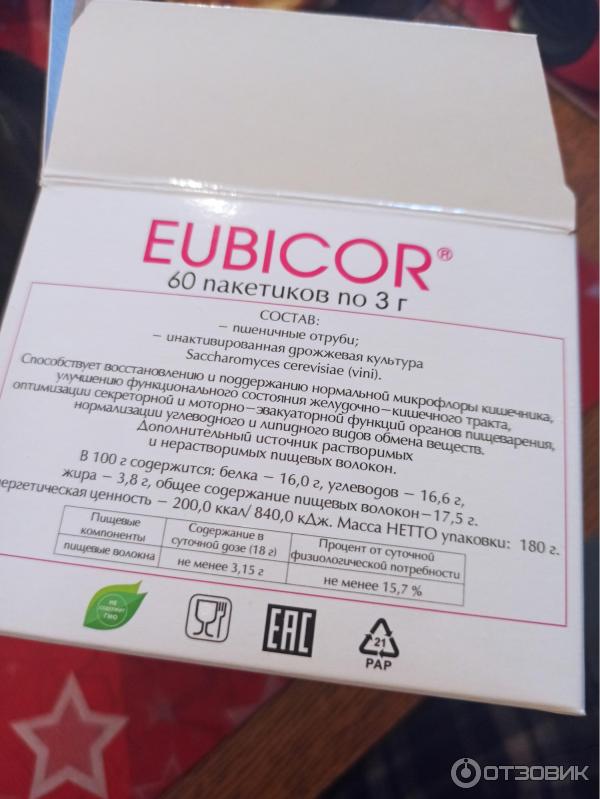 EUBICOR®
60 пакетиков по 3 г
СОСТАВ:
– пшеничные отруби;
– инактивированная дрожжевая культура
Saccharomyces cerevisiae (vini).
Способствует восстановлению и поддержанию нормальной микрофлоры кишечника,
улучшению функционального состояния желудочно–кишечного тракта,
оптимизации секреторной и моторно–эвакуаторной функций органов пищеварения,
нормализации углеводного и липидного видов обмена веществ.
Дополнительный источник растворимых
и нерастворимых пищевых волокон.
В 100 г содержится: белка – 16,0 г, углеводов – 16,6 г,
жира – 3,8 г, общее содержание пищевых волокон–17,5 г.
нергетическая ценность – 200,0 ккал/ 840,0 кДж. Масса НЕТТО упаковки: 180 г.
Пищевые компоненты
Содержание в суточной дозе (18 г)
Процент от суточной физиологической потребности
пищевые волокна
не менее 3,15 г
не менее 15,7 %
НЕ СОДЕРЖИТ ГМО
EAC
21
PAP
ОТЗОВИК